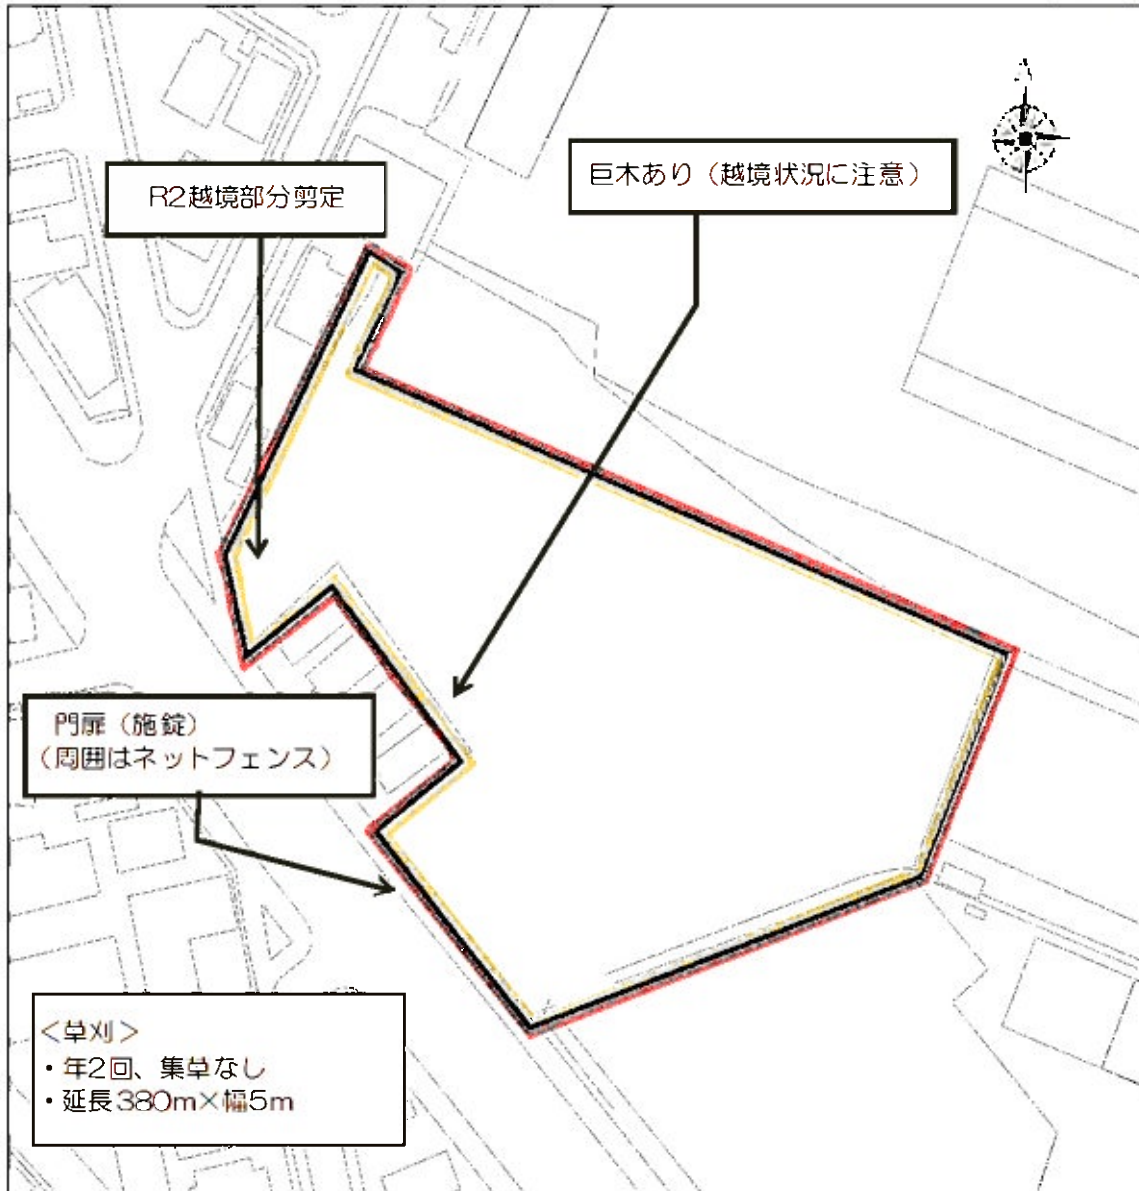 R2越境部分剪定
巨木あり（越境状況に注意）
門扉（施錠）
（周囲はネットフェンス）
＜草刈＞
・年2回、集草なし
・延長380m×幅5m